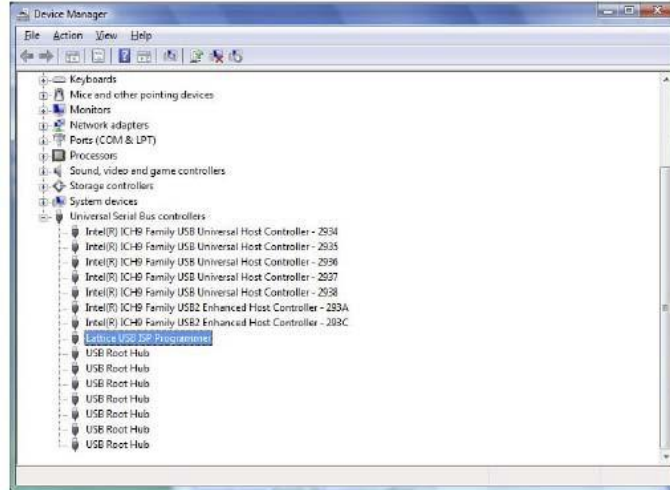 Device Manager
File Action View Help
Keyboards
Mice and other pointing devices
Monitors
Network adapters
Ports (COM & LPT)
Processors
Sound, video and game controllers
Storage controllers
System devices
Universal Serial Bus controllers
Intel(R) ICH9 Family USB Universal Host Controller - 2934
Intel(R) ICH9 Family USB Universal Host Controller - 2935
Intel(R) ICH9 Family USB Universal Host Controller - 2936
Intel(R) ICH9 Family USB Universal Host Controller - 2937
Intel(R) ICH9 Family USB Universal Host Controller - 2938
Intel(R) ICH9 Family USB2 Enhanced Host Controller - 293A
Intel(R) ICH9 Family USB2 Enhanced Host Controller - 293C
Lattice USB ISP Programmer
USB Root Hub
USB Root Hub
USB Root Hub
USB Root Hub
USB Root Hub
USB Root Hub
USB Root Hub